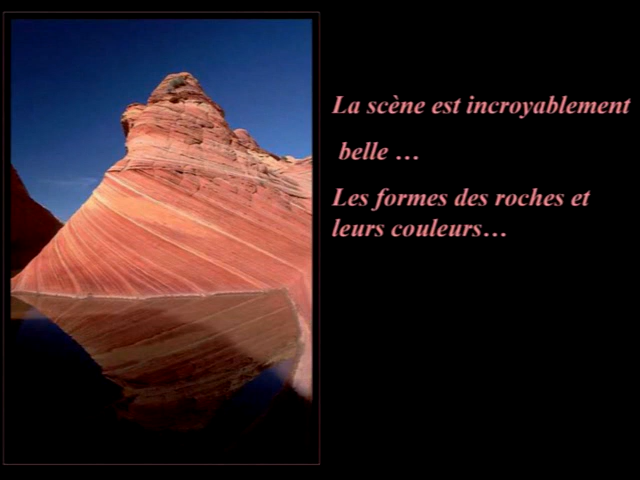 La scène est incroyablement
belle …
Les formes des roches et
leurs couleurs…